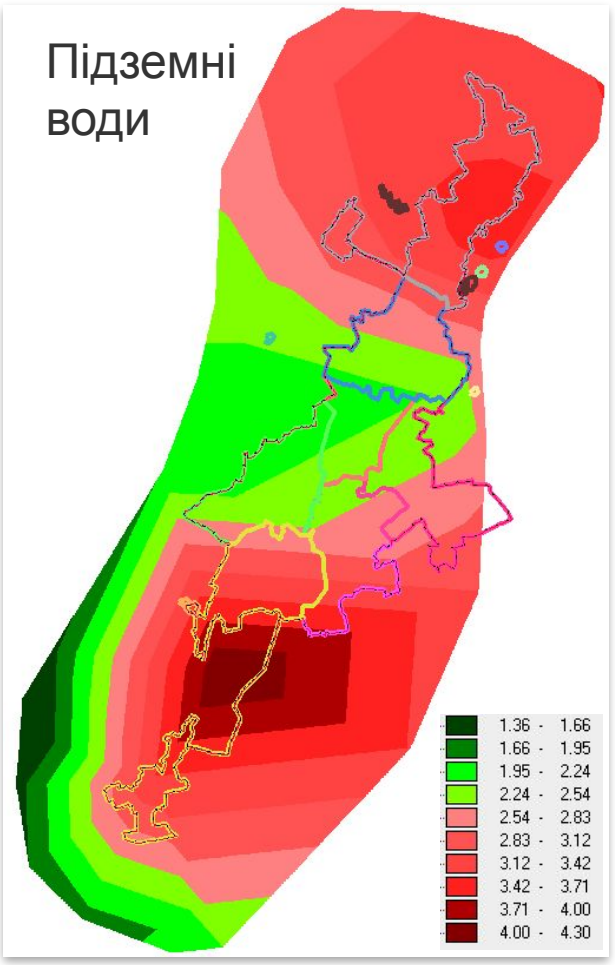 Підземні
води
1.36 - 1.66
1.66 - 1.95
1.95 - 2.24
2.24 - 2.54
2.54 - 2.83
2.83 - 3.12
3.12 - 3.42
3.42 - 3.71
3.71 - 4.00
4.00 - 4.30